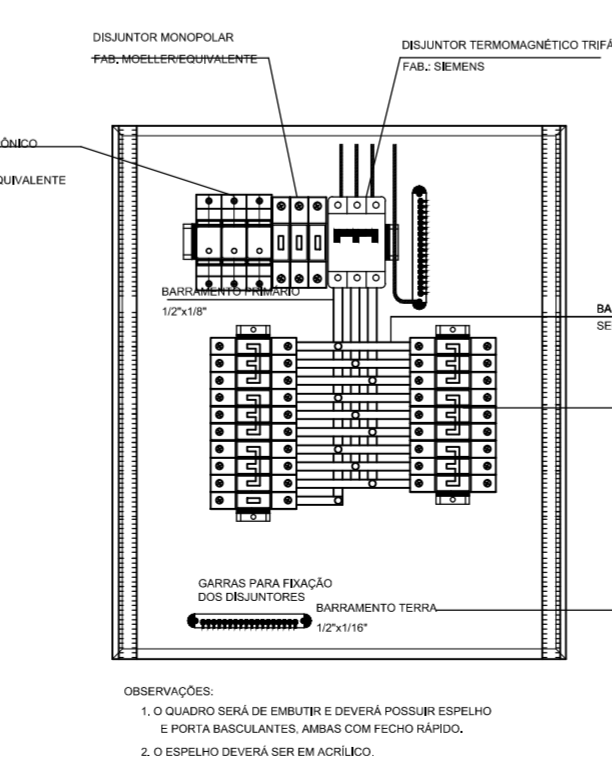 DISJUNTOR MONOPOLAR
FAB. MOELLER/EQUIVALENTE
DISJUNTOR TERMOMAGNÉTICO TRIFÁ
FAB.: SIEMENS
ÔNICO
QUIVALENTE
BARRAMENTO PRIMÁRIO
1/2"x1/8"
BA
SE
GARRAS PARA FIXAÇÃO
DOS DISJUNTORES
BARRAMENTO TERRA
1/2"x1/16"
OBSERVAÇÕES:
1. O QUADRO SERÁ DE EMBUTIR E DEVERÁ POSSUIR ESPELHO
E PORTA BASCULANTES, AMBAS COM FECHO RÁPIDO.
2. O ESPELHO DEVERÁ SER EM ACRÍLICO.